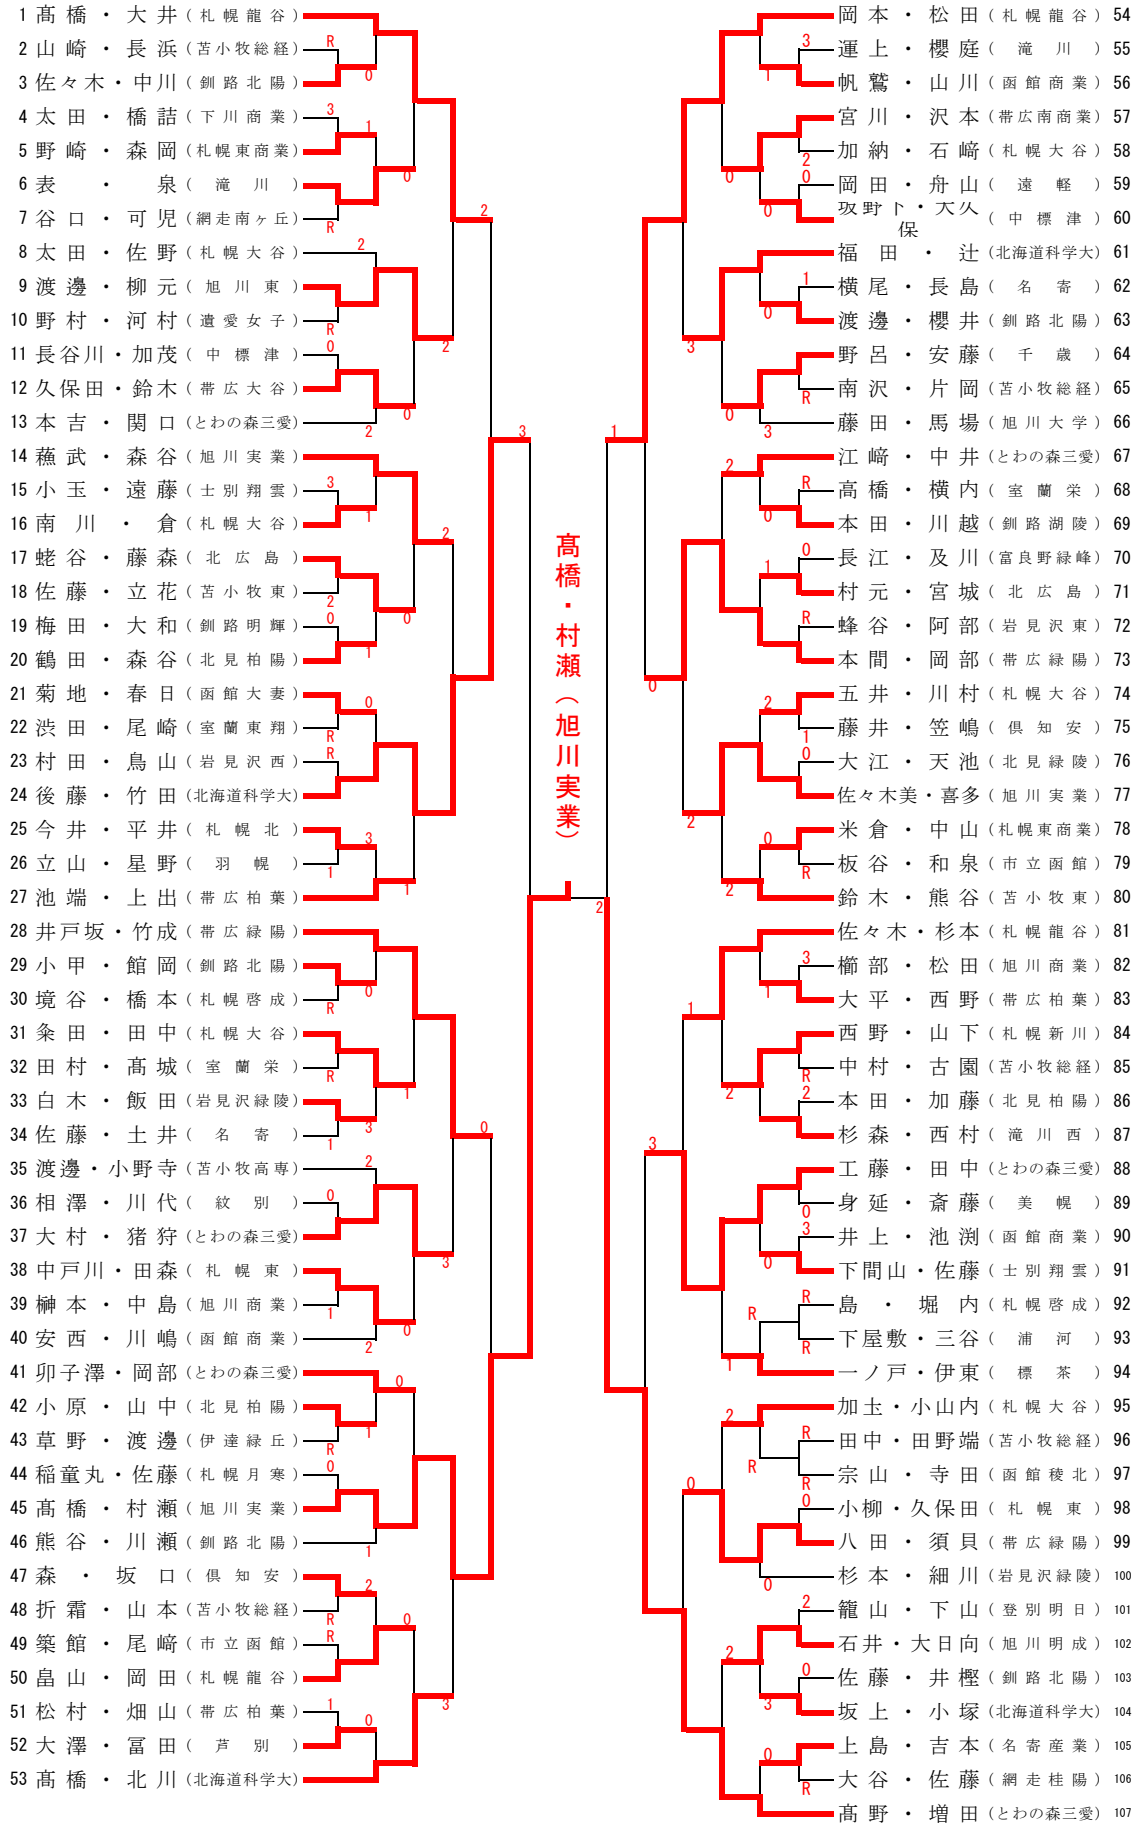 1 髙橋・大井 (札幌龍谷)
2 山崎・長浜 (苫小牧総経)
3 佐々木・中川 (釧路北陽)
4 太田・橋詰 (下川商業)
5 野崎・森岡 (札幌東商業)
6 表・泉 (滝川)
7 谷口・可児 (網走南ヶ丘)
8 太田・佐野 (札幌大谷)
9 渡邊・柳元 (旭川東)
10 野村・河村 (遺愛女子)
11 長谷川・加茂 (中標津)
12 久保田・鈴木 (帯広大谷)
13 本吉・関口 (とわの森三愛)
14 蘓武・森谷 (旭川実業)
15 小玉・遠藤 (士別翔雲)
16 南川・倉 (札幌大谷)
17 蛯谷・藤森 (北広島)
18 佐藤・立花 (苫小牧東)
19 梅田・大和 (釧路明輝)
20 鶴田・森谷 (北見柏陽)
21 菊地・春日 (函館大妻)
22 渋田・尾崎 (室蘭東翔)
23 村田・鳥山 (岩見沢西)
24 後藤・竹田 (北海道科学大)
25 今井・平井 (札幌北)
26 立山・星野 (羽幌)
27 池端・上出 (帯広柏葉)
28 井戸坂・竹成 (帯広緑陽)
29 小甲・館岡 (釧路北陽)
30 境谷・橋本 (札幌啓成)
31 粂田・田中 (札幌大谷)
32 田村・髙城 (室蘭栄)
33 白木・飯田 (岩見沢緑陵)
34 佐藤・土井 (名寄)
35 渡邊・小野寺 (苫小牧高専)
36 相澤・川代 (紋別)
37 大村・猪狩 (とわの森三愛)
38 中戸川・田森 (札幌東)
39 榊本・中島 (旭川商業)
40 安西・川嶋 (函館商業)
41 卯子澤・岡部 (とわの森三愛)
42 小原・山中 (北見柏陽)
43 草野・渡邊 (伊達緑丘)
44 稲童丸・佐藤 (札幌月寒)
45 髙橋・村瀬 (旭川実業)
46 熊谷・川瀬 (釧路北陽)
47 森・坂口 (倶知安)
48 折霜・山本 (苫小牧総経)
49 築館・尾﨑 (市立函館)
50 畠山・岡田 (札幌龍谷)
51 松村・畑山 (帯広柏葉)
52 大澤・冨田 (芦別)
53 髙橋・北川 (北海道科学大)
髙橋・村瀬(旭川実業)
岡本・松田 (札幌龍谷) 54
運上・櫻庭 (滝川) 55
帆鷲・山川 (函館商業) 56
宮川・沢本 (帯広南商業) 57
加納・石﨑 (札幌大谷) 58
岡田・舟山 (遠軽) 59
坂野下・大久保 (中標津) 60
福田・辻 (北海道科学大) 61
横尾・長島 (名寄) 62
渡邊・櫻井 (釧路北陽) 63
野呂・安藤 (千歳) 64
南沢・片岡 (苫小牧総経) 65
藤田・馬場 (旭川大学) 66
江﨑・中井 (とわの森三愛) 67
高橋・横内 (室蘭栄) 68
本田・川越 (釧路湖陵) 69
長江・及川 (富良野緑峰) 70
村元・宮城 (北広島) 71
蜂谷・阿部 (岩見沢東) 72
本間・岡部 (帯広緑陽) 73
五井・川村 (札幌大谷) 74
藤井・笠嶋 (倶知安) 75
大江・天池 (北見緑陵) 76
佐々木美・喜多 (旭川実業) 77
米倉・中山 (札幌東商業) 78
板谷・和泉 (市立函館) 79
鈴木・熊谷 (苫小牧東) 80
佐々木・杉本 (札幌龍谷) 81
櫛部・松田 (旭川商業) 82
大平・西野 (帯広柏葉) 83
西野・山下 (札幌新川) 84
中村・古園 (苫小牧総経) 85
本田・加藤 (北見柏陽) 86
杉森・西村 (滝川西) 87
工藤・田中 (とわの森三愛) 88
身延・斎藤 (美幌) 89
井上・池渕 (函館商業) 90
下間山・佐藤 (士別翔雲) 91
島・堀内 (札幌啓成) 92
下屋敷・三谷 (浦河) 93
一ノ戸・伊東 (標茶) 94
加圡・小山内 (札幌大谷) 95
田中・田野端 (苫小牧総経) 96
宗山・寺田 (函館稜北) 97
小柳・久保田 (札幌東) 98
八田・須貝 (帯広緑陽) 99
杉本・細川 (岩見沢緑陵) 100
籠山・下山 (登別明日) 101
石井・大日向 (旭川明成) 102
佐藤・井樫 (釧路北陽) 103
坂上・小塚 (北海道科学大) 104
上島・吉本 (名寄産業) 105
大谷・佐藤 (網走桂陽) 106
髙野・増田 (とわの森三愛) 107